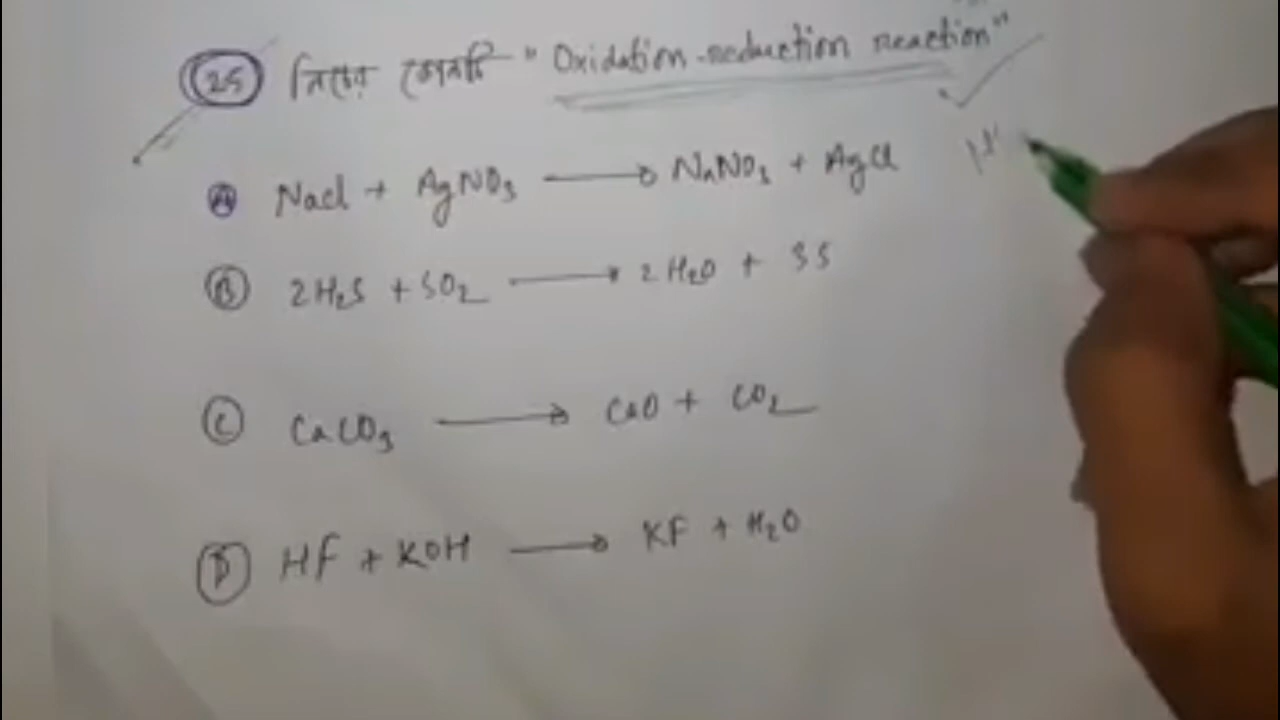 25 নিচের কোনটি "Oxidation-reduction reaction"
A NaCl + AgNO3 → NaNO3 + AgCl
B 2H2S + SO2 → 2H2O + 3S
C CaCO3 → CaO + CO2
D HF + KOH → KF + H2O